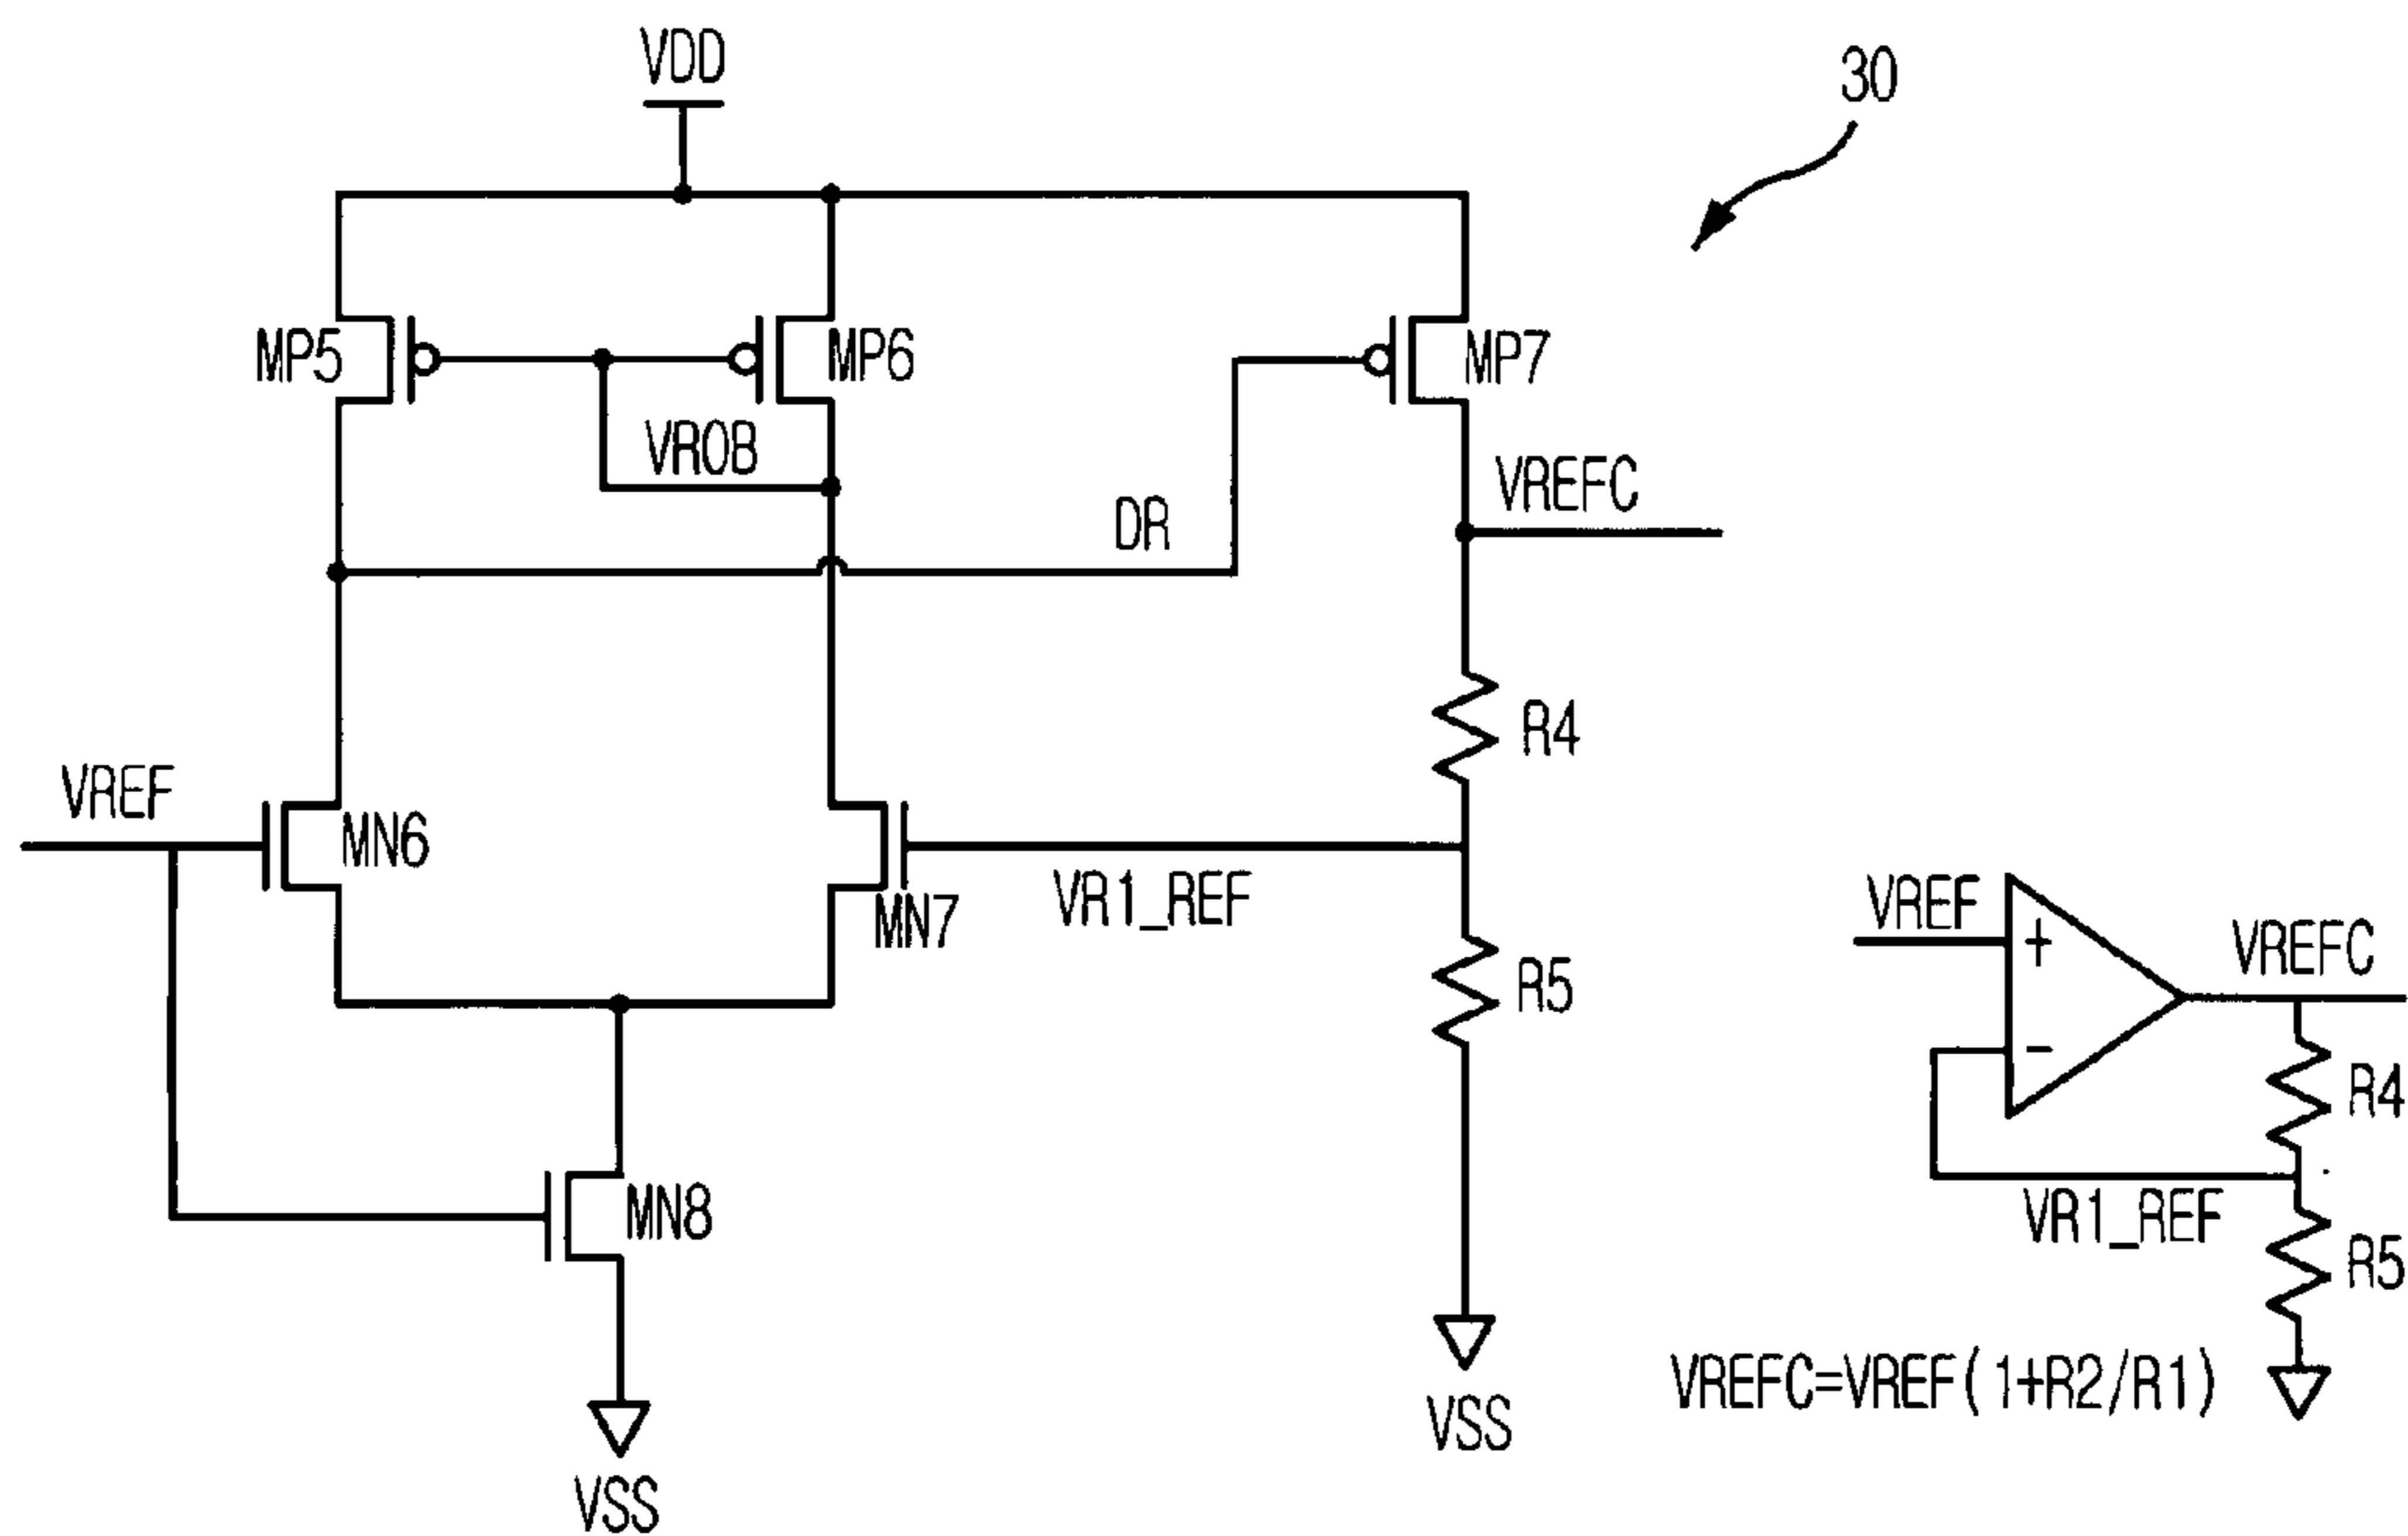 VDD
30
MP5
MP6
MP7
VR0B
VREFC
DR
R4
VREF
MN6
VR1_REF
MN7
R5
VREF
+
VREFC
-
R4
MN8
VR1_REF
R5
VREFC=VREF(1+R2/R1)
VSS
VSS